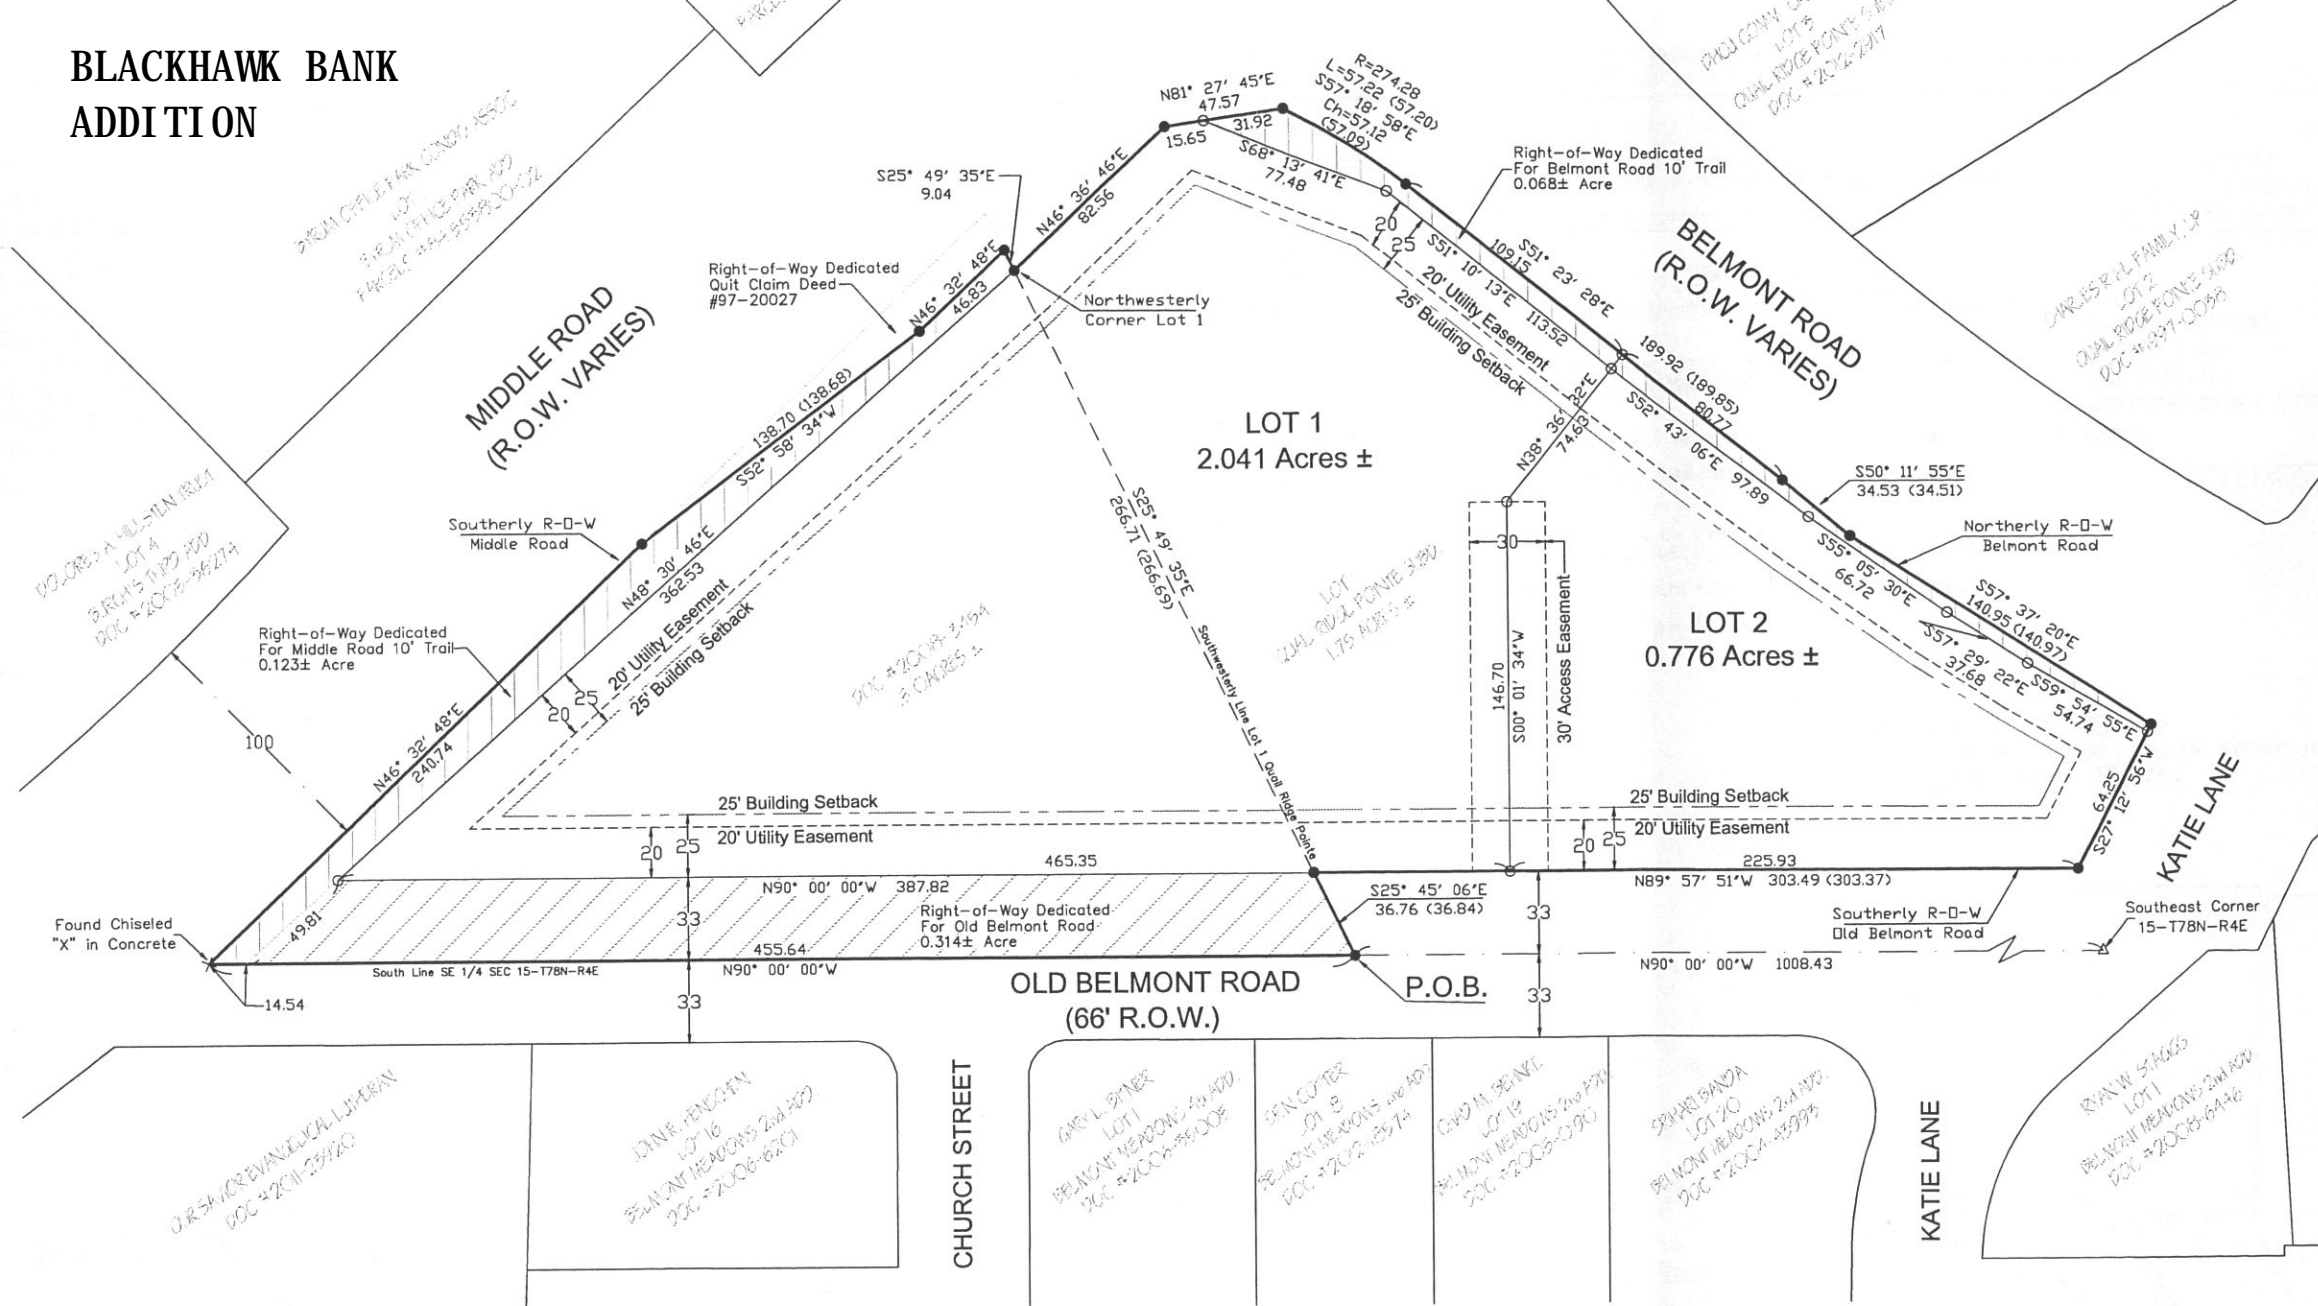 BLACKHAWK BANK
ADDITION
N81° 27' 45"E
47.57
15.65
31.92
R=274.28
L=57.22 (57.20)
S57° 18' 58"E
Ch=57.12
(57.09)
S68° 13' 41"E
77.48
Right-of-Way Dedicated
For Belmont Road 10' Trail
0.068± Acre
S25° 49' 35"E
9.04
N46° 36' 46"E
82.56
Right-of-Way Dedicated
Quit Claim Deed
#97-20027
N46° 32' 48"E
46.83
Northwesterly
Corner Lot 1
20
25
S51° 10' 13"E
113.52
S51° 23' 28"E
109.15
20' Utility Easement
25' Building Setback
BELMONT ROAD
(R.O.W. VARIES)
MIDDLE ROAD
(R.O.W. VARIES)
138.70 (138.68)
S52° 58' 34"W
189.92 (189.85)
80.77
N38° 36' 32"E
74.63
S52° 43' 06"E
97.89
LOT 1
2.041 Acres ±
S50° 11' 55"E
34.53 (34.51)
Northerly R-O-W
Belmont Road
Southerly R-O-W
Middle Road
N48° 30' 46"E
362.53
S25° 49' 35"E
266.71 (266.69)
Southwesterly Line Lot 1 Quail Ridge Pointe
LOT
QUAIL RIDGE POINTE SUBD.
1.75 ACRES ±
30
30' Access Easement
146.70
S00° 01' 34"W
S55° 05' 30"E
66.72
S57° 37' 20"E
140.95 (140.97)
S57° 29' 22"E
37.68
S59° 54' 55"E
54.74
LOT 2
0.776 Acres ±
Right-of-Way Dedicated
For Middle Road 10' Trail
0.123± Acre
20' Utility Easement
25' Building Setback
20
25
100
N46° 32' 48"E
240.74
64.25
S27° 12' 56"W
KATIE LANE
25' Building Setback
20' Utility Easement
20
25
25' Building Setback
20' Utility Easement
20
25
465.35
N90° 00' 00"W 387.82
225.93
N89° 57' 51"W 303.49 (303.37)
S25° 45' 06"E
36.76 (36.84)
Southerly R-O-W
Old Belmont Road
Southeast Corner
15-T78N-R4E
Found Chiseled
"X" in Concrete
49.81
Right-of-Way Dedicated
For Old Belmont Road
0.314± Acre
33
33
455.64
South Line SE 1/4 SEC 15-T78N-R4E
N90° 00' 00"W
N90° 00' 00"W 1008.43
14.54
33
33
OLD BELMONT ROAD
(66' R.O.W.)
P.O.B.
CHURCH STREET
KATIE LANE